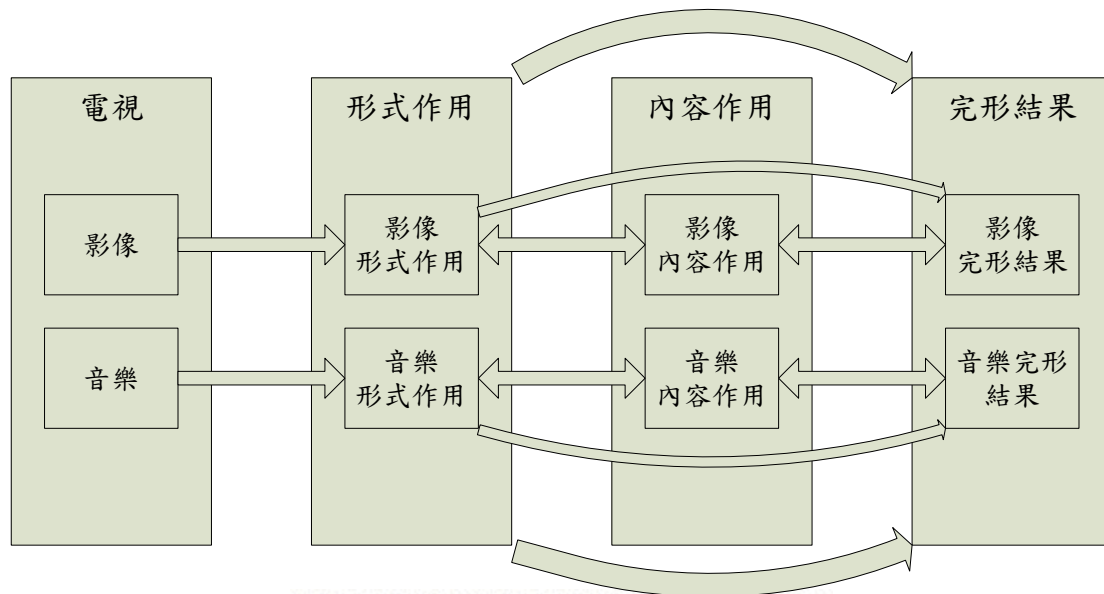 電視
形式作用
內容作用
完形結果
影像
影像
形式作用
影像
內容作用
影像
完形結果
音樂
音樂
形式作用
音樂
內容作用
音樂完形
結果